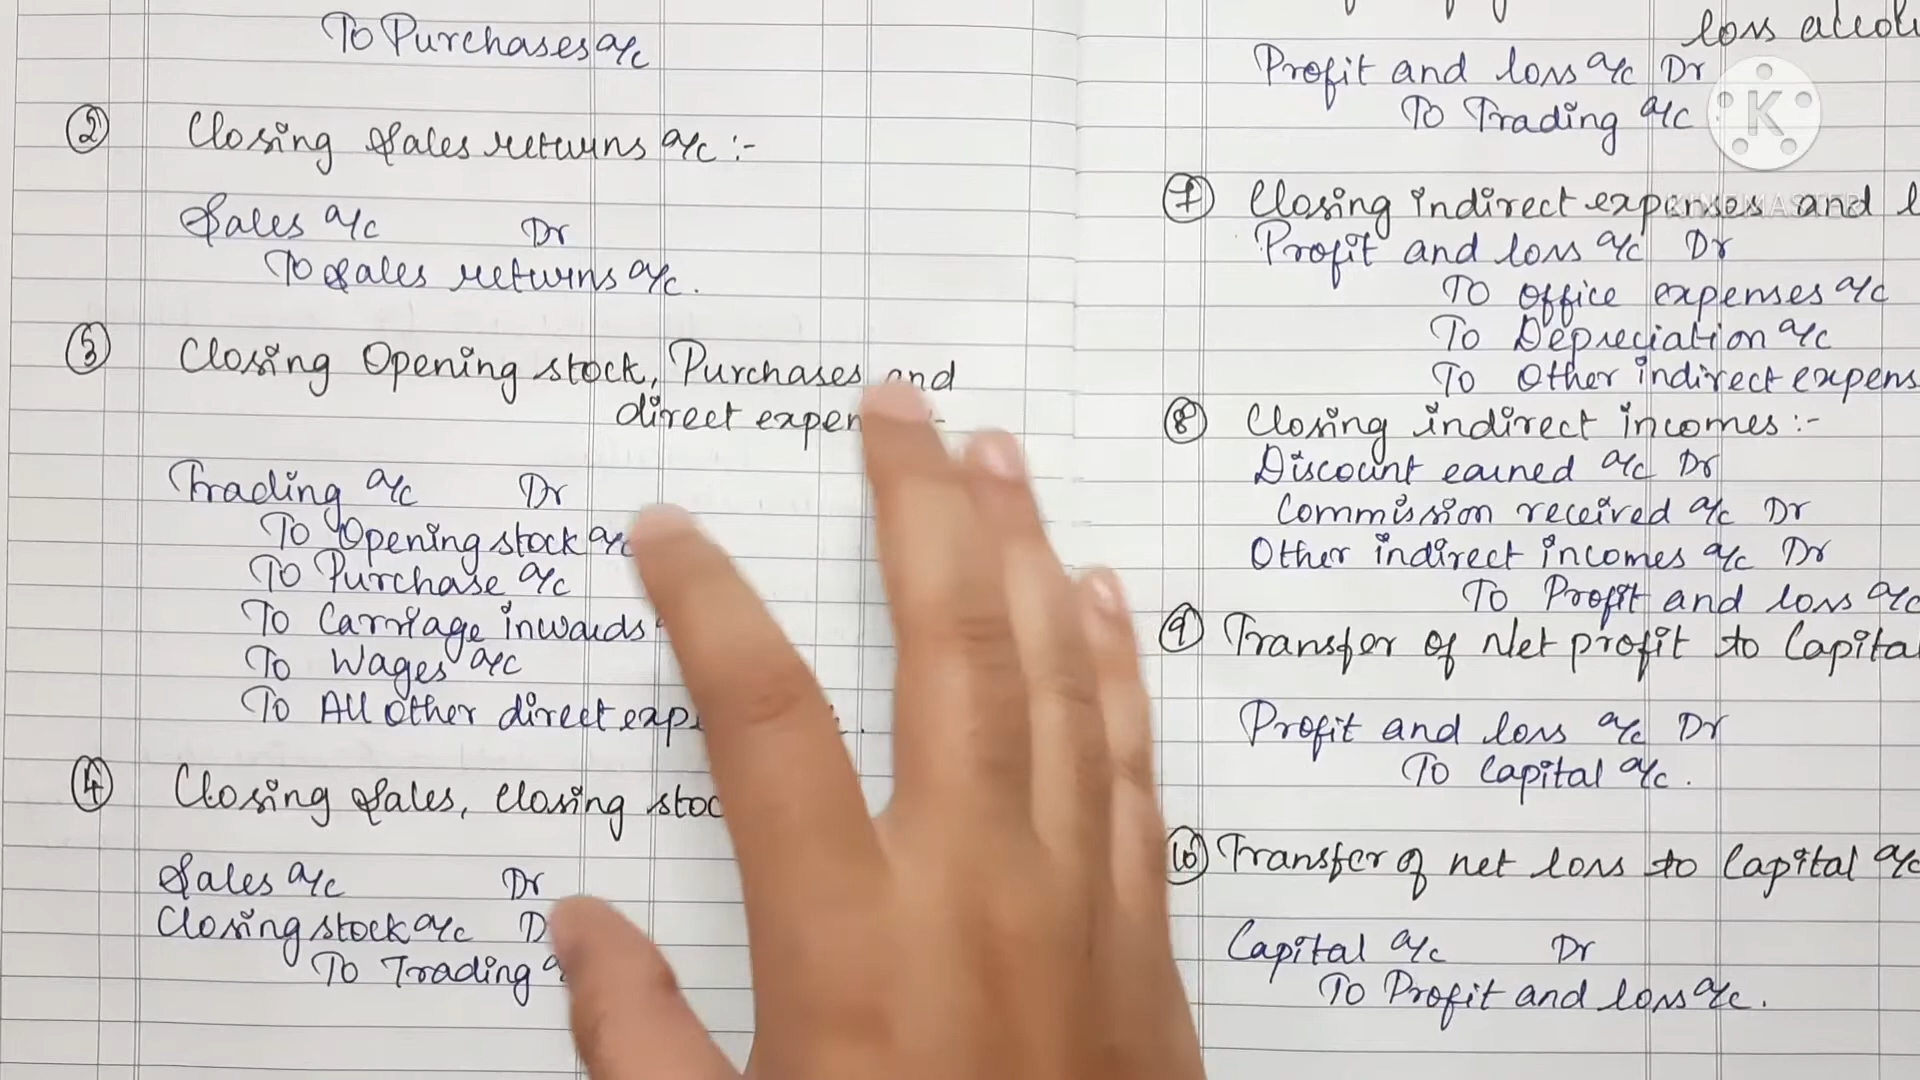 To Purchases a/c
② Closing Sales returns a/c :-
Sales a/c Dr
To Sales returns a/c.
③ Closing Opening stock, Purchases and
direct expen
Trading a/c Dr
To Opening stock a/c
To Purchase a/c
To Carriage inwards
To Wages a/c
To All other direct exp
④ Closing Sales, closing stoc
Sales a/c Dr
Closing stock a/c D
To Trading
loss
Profit and loss a/c Dr
To Trading a/c
K
⑦ Closing indirect expenses and
Profit and loss a/c Dr
To Office expenses a/c
To Depreciation a/c
To Other indirect expens
⑧ Closing indirect incomes :-
Discount earned a/c Dr
Commission received a/c Dr
Other indirect incomes a/c Dr
To Profit and loss a/c
⑨ Transfer of Net profit to Capita
Profit and loss a/c Dr
To Capital a/c.
⑩ Transfer of net loss to Capital a/c
Capital a/c Dr
To Profit and loss a/c.